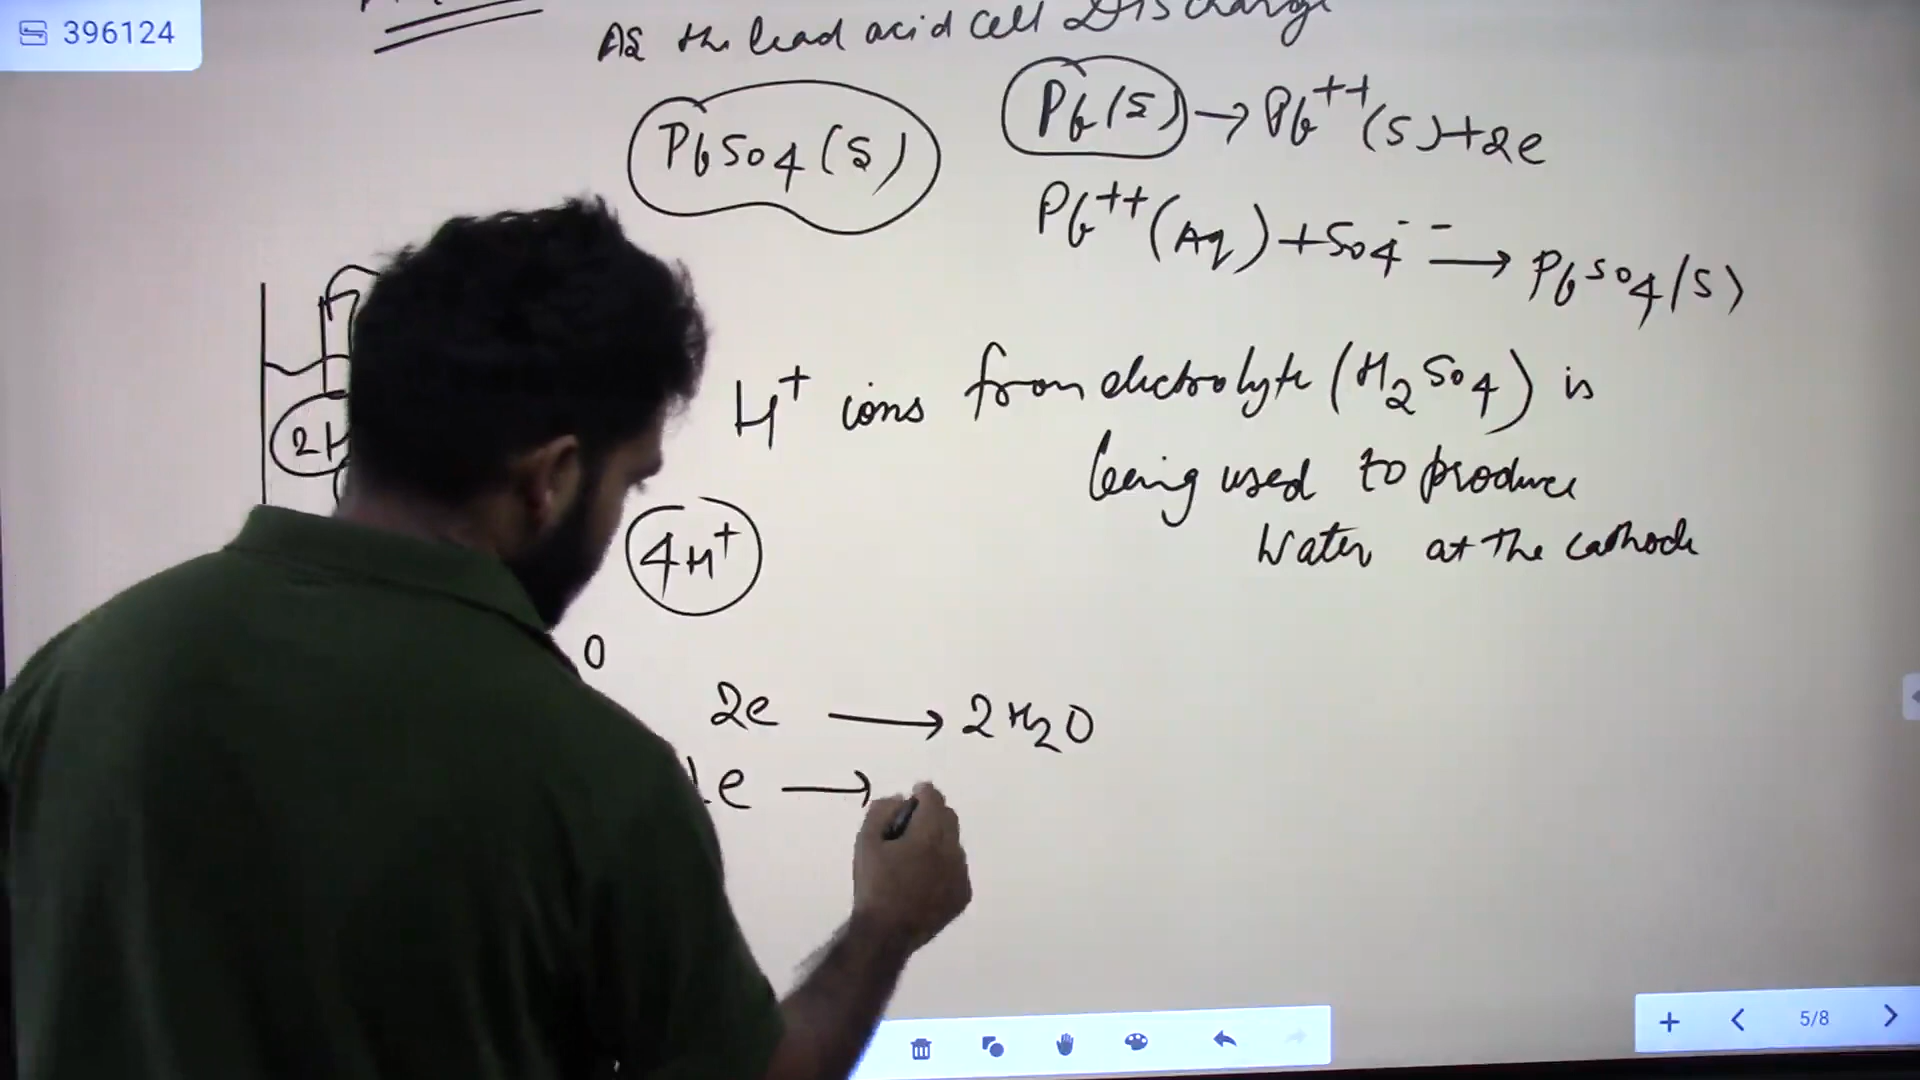 396124
As the lead acid cell Discharge
PbSO4(s)
Pb(s) → Pb++(s)+2e
Pb++(Aq)+SO4-- → PbSO4(s)
H+ ions from electrolyte (H2SO4) is
being used to produce
Water at the cathode
2H
4H+
O
2e → 2H2O
e →
5/8